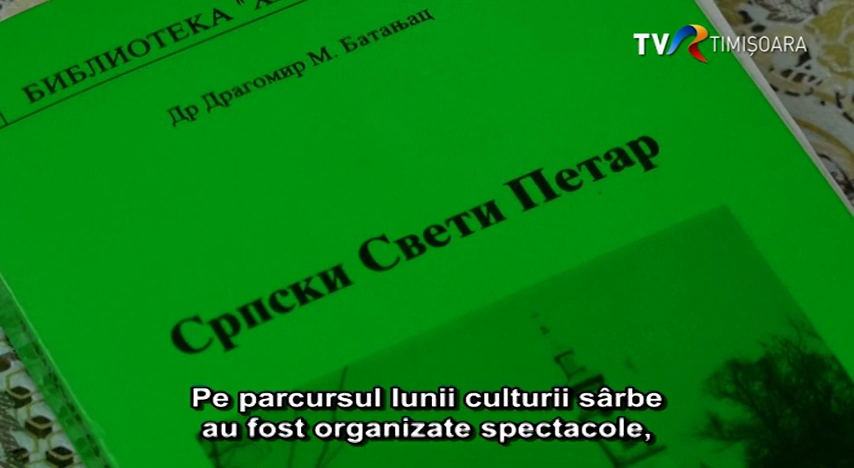 БИБЛИОТЕКА
TVR TIMIȘOARA
Др Драгомир М. Батањац
Српски Свети Петар
Pe parcursul lunii culturii sârbe
au fost organizate spectacole,